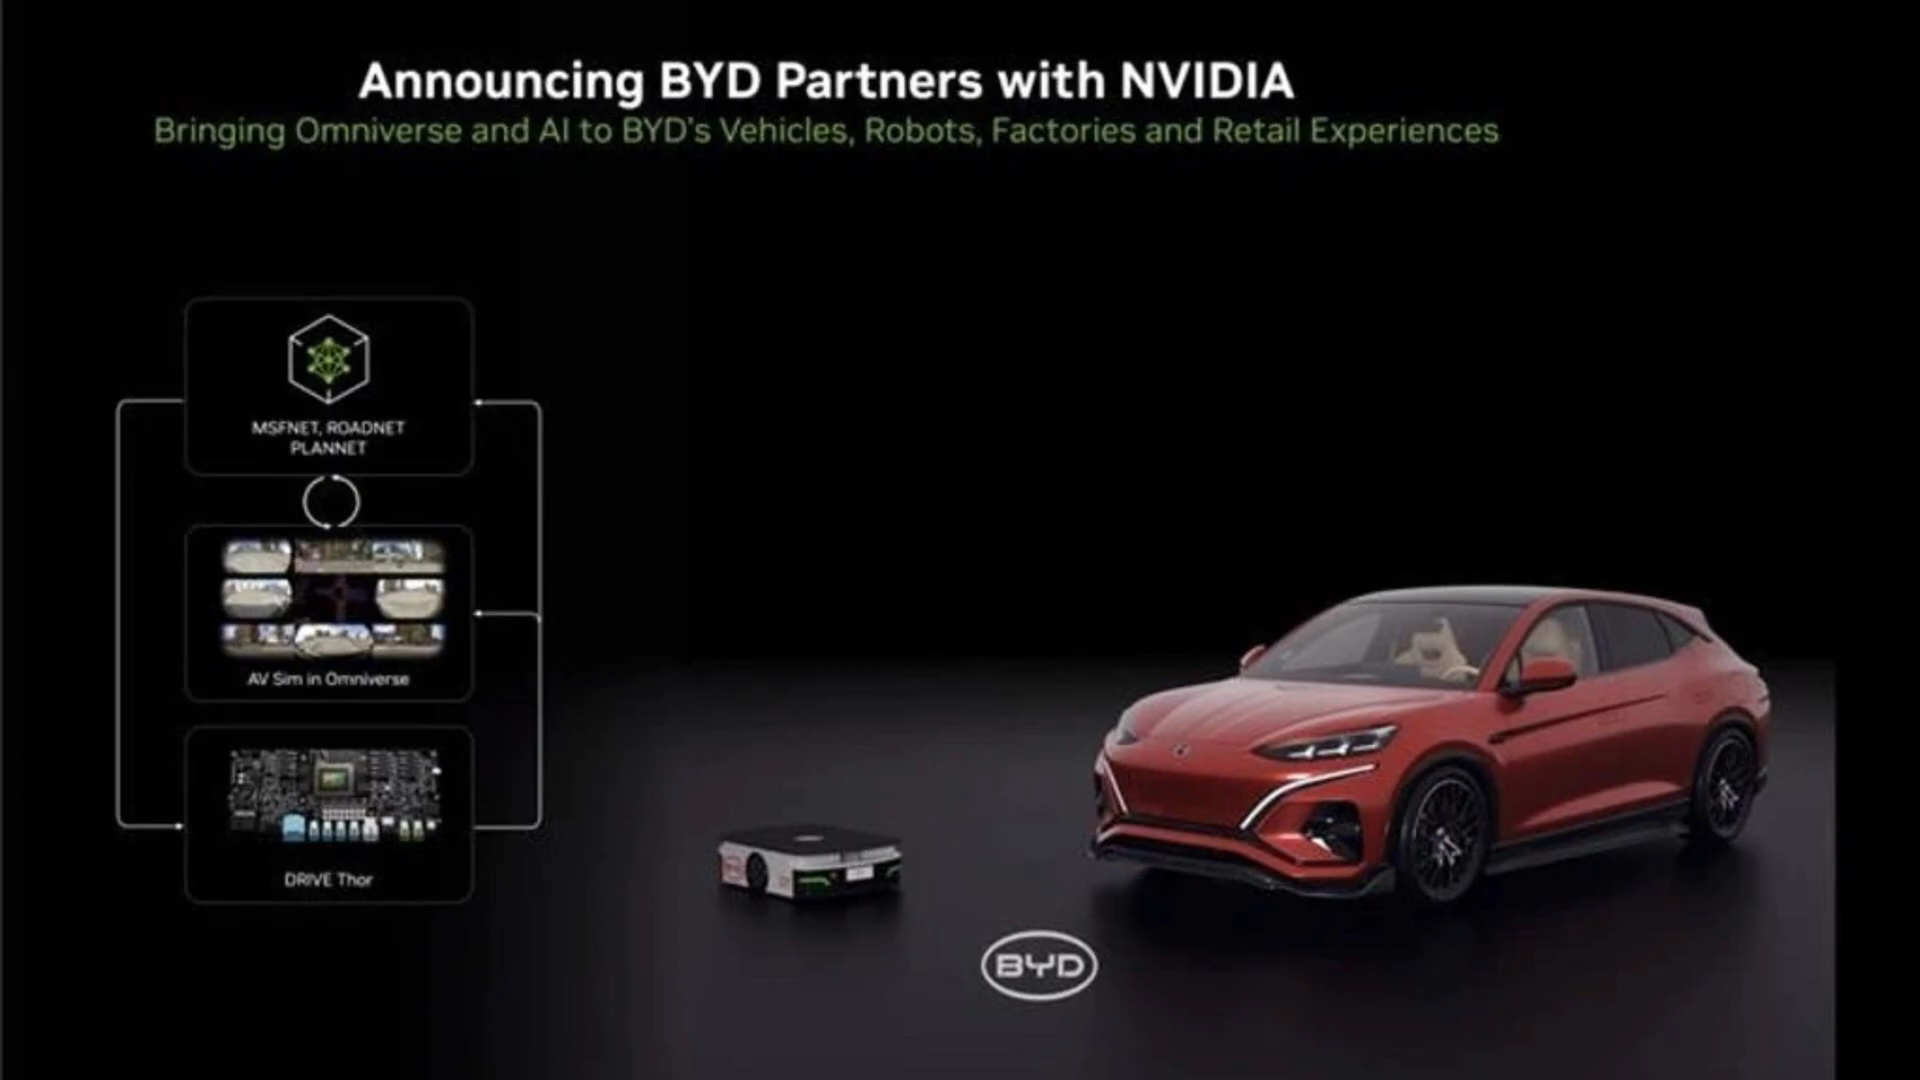 Announcing BYD Partners with NVIDIA
Bringing Omniverse and AI to BYD's Vehicles, Robots, Factories and Retail Experiences
MSFNET, ROADNET
PLANNET
AV Sim in Omniverse
DRIVE Thor
BYD